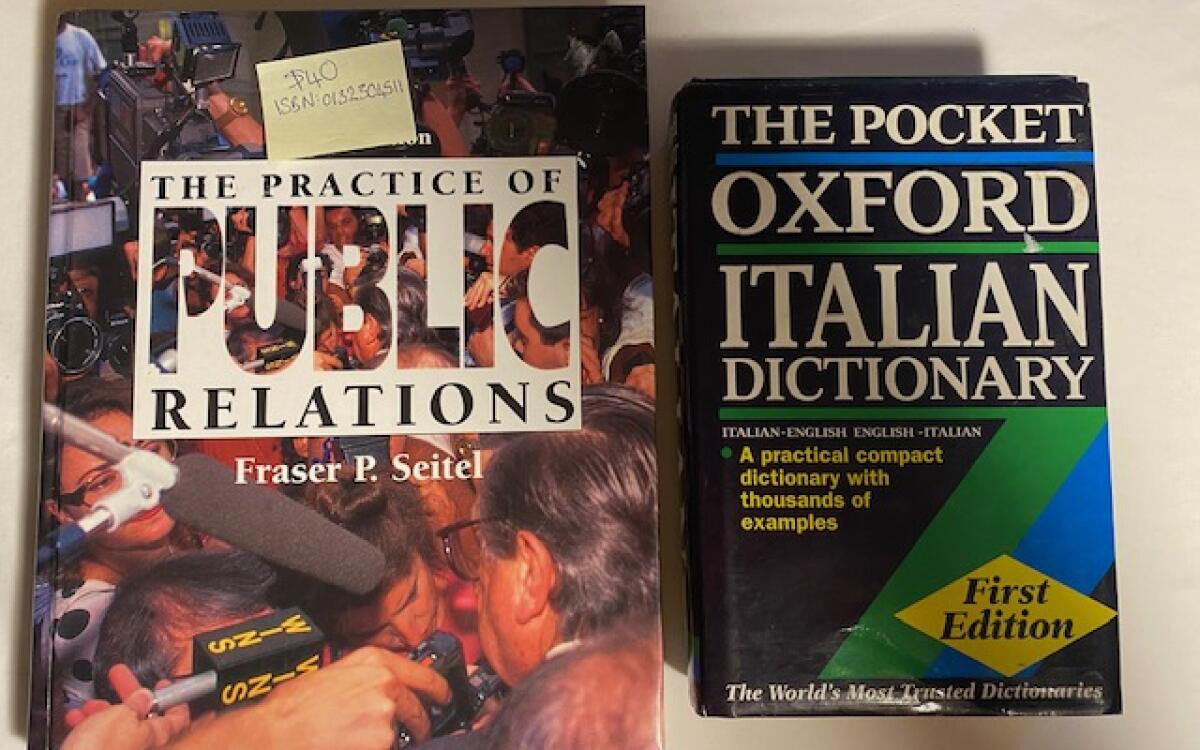 $40
ISBN: 0132304511
THE PRACTICE OF
PUBLIC
RELATIONS
Fraser P. Seitel
WINS
WINS
THE POCKET
OXFORD
ITALIAN
DICTIONARY
ITALIAN-ENGLISH ENGLISH -ITALIAN
• A practical compact
dictionary with
thousands of
examples
First
Edition
The World's Most Trusted Dictionaries